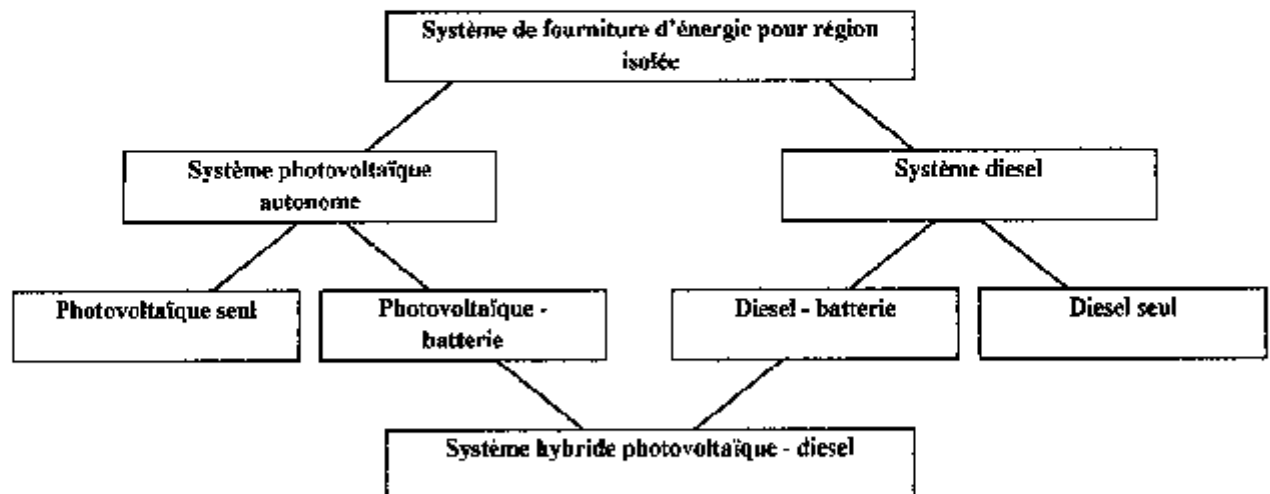 Système de fourniture d'énergie pour région
isolée
Système photovoltaïque
autonome
Système diesel
Photovoltaïque seul
Photovoltaïque -
batterie
Diesel - batterie
Diesel seul
Système hybride photovoltaïque - diesel